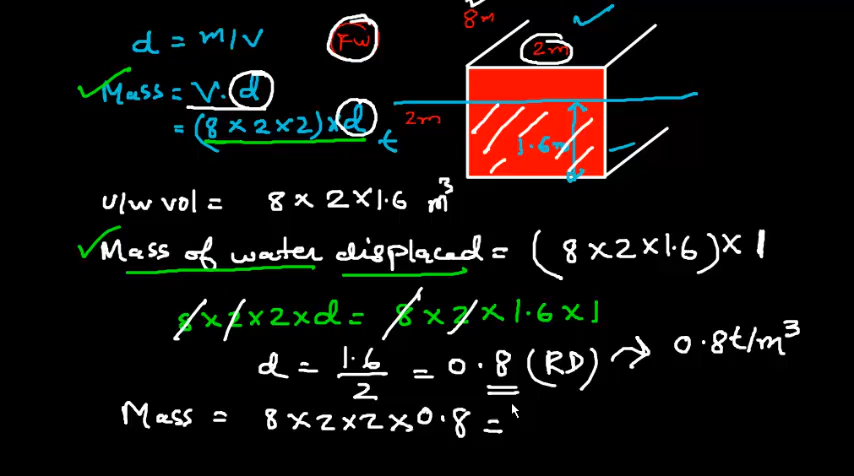 8m
d = m/V
FW
2m
Mass = V.d
= (8 × 2 × 2) × d t
2m
1.6m
u/w vol = 8 × 2 × 1.6 m³
Mass of water displaced = (8 × 2 × 1.6) × 1
8 × 2 × 2 × d = 8 × 2 × 1.6 × 1
d = 1.6/2 = 0.8 (RD) → 0.8t/m³
Mass = 8 × 2 × 2 × 0.8 =